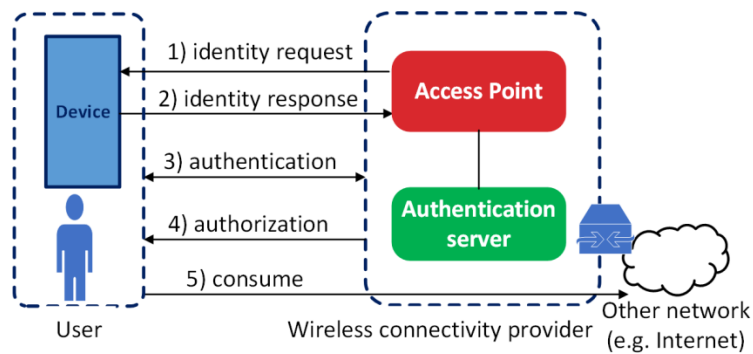 1) identity request
Access Point
2) identity response
Device
3) authentication
Authentication
server
4) authorization
5) consume
User
Wireless connectivity provider
Other network
(e.g. Internet)